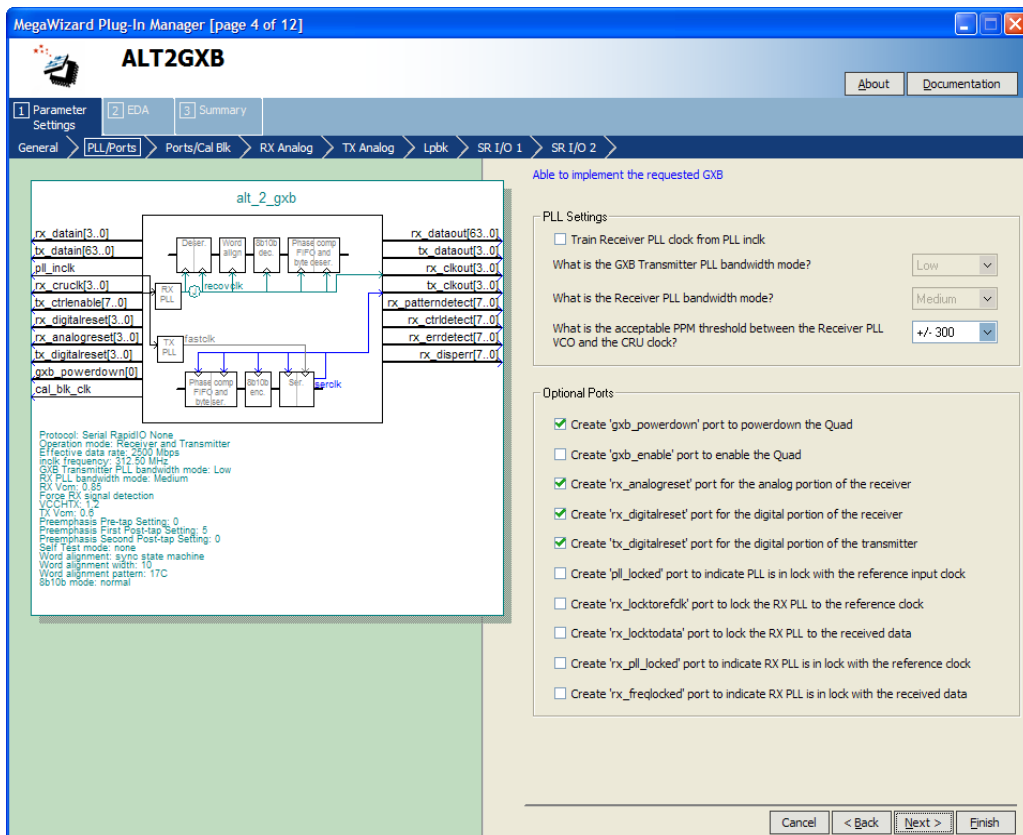 MegaWizard Plug-In Manager [page 4 of 12]
ALT2GXB
About
Documentation
1 Parameter Settings
2 EDA
3 Summary
General
PLL/Ports
Ports/Cal Blk
RX Analog
TX Analog
Lpbk
SR I/O 1
SR I/O 2
alt_2_gxb
rx_datain[3..0]
tx_datain[63..0]
pll_inclk
rx_cruclk[3..0]
tx_ctrlenable[7..0]
rx_digitalreset[3..0]
rx_analogreset[3..0]
tx_digitalreset[3..0]
gxb_powerdown[0]
cal_blk_clk
Deser.
Word align
8b10b dec.
Phase comp FIFO and byte deser.
RX PLL
recovclk
TX PLL
fastclk
Phase comp FIFO and byte ser.
8b10b enc.
Ser.
serclk
rx_dataout[63..0]
tx_dataout[3..0]
rx_clkout[3..0]
tx_clkout[3..0]
rx_patterndetect[7..0]
rx_ctrldetect[7..0]
rx_errdetect[7..0]
rx_disperr[7..0]
Protocol: Serial RapidIO None
Operation mode: Receiver and Transmitter
Effective data rate: 2500 Mbps
inclk frequency: 312.50 MHz
GXB Transmitter PLL bandwidth mode: Low
RX PLL bandwidth mode: Medium
RX Vcm: 0.85
Force RX signal detection
VCCHTX: 1.2
TX Vcm: 0.6
Preemphasis Pre-tap Setting: 0
Preemphasis First Post-tap Setting: 5
Preemphasis Second Post-tap Setting: 0
Self Test mode: none
Word alignment: sync state machine
Word alignment width: 10
Word alignment pattern: 17C
8b10b mode: normal
Able to implement the requested GXB
PLL Settings
Train Receiver PLL clock from PLL inclk
What is the GXB Transmitter PLL bandwidth mode?
Low
What is the Receiver PLL bandwidth mode?
Medium
What is the acceptable PPM threshold between the Receiver PLL
VCO and the CRU clock?
+/- 300
Optional Ports
Create 'gxb_powerdown' port to powerdown the Quad
Create 'gxb_enable' port to enable the Quad
Create 'rx_analogreset' port for the analog portion of the receiver
Create 'rx_digitalreset' port for the digital portion of the receiver
Create 'tx_digitalreset' port for the digital portion of the transmitter
Create 'pll_locked' port to indicate PLL is in lock with the reference input clock
Create 'rx_locktorefclk' port to lock the RX PLL to the reference clock
Create 'rx_locktodata' port to lock the RX PLL to the received data
Create 'rx_pll_locked' port to indicate RX PLL is in lock with the reference clock
Create 'rx_freqlocked' port to indicate RX PLL is in lock with the received data
Cancel
< Back
Next >
Finish